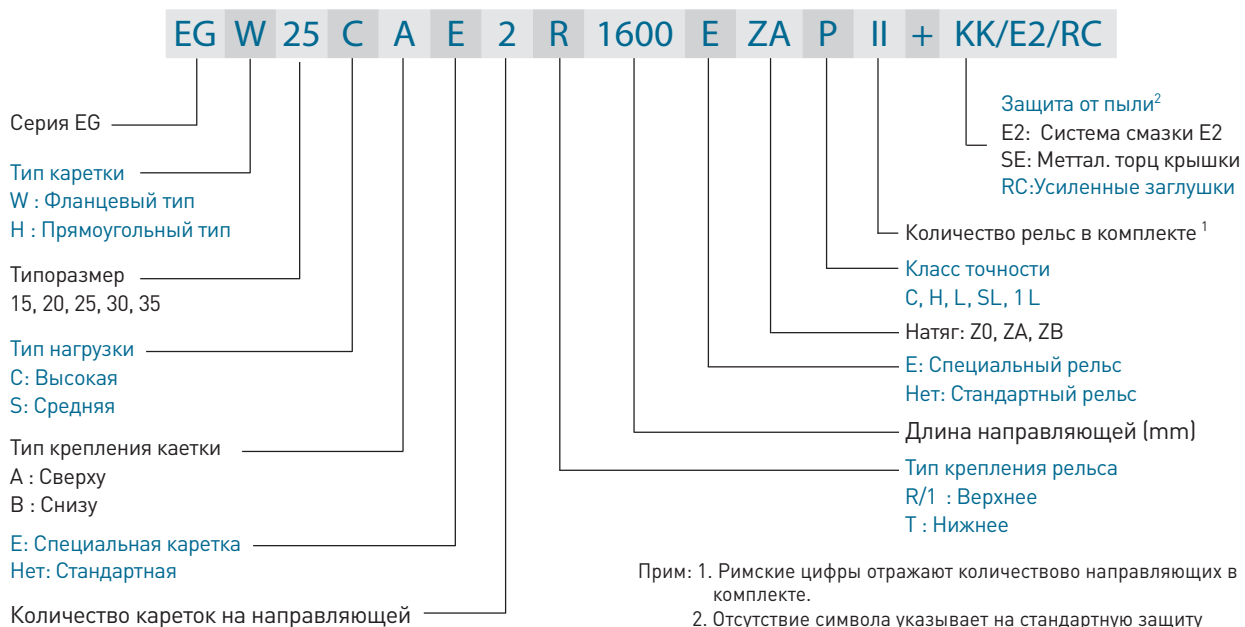 EG W 25 C A E 2 R 1600 E ZA P II + KK/E2/RC
Серия EG
Тип каретки
W : Фланцевый тип
H : Прямоугольный тип
Типоразмер
15, 20, 25, 30, 35
Тип нагрузки
C: Высокая
S: Средняя
Тип крепления каетки
A : Сверху
B : Снизу
E: Специальная каретка
Нет: Стандартная
Количество кареток на направляющей
Защита от пыли2
E2: Система смазки E2
SE: Меттал. торц крышки
RC:Усиленные заглушки
Количество рельс в комплекте 1
Класс точности
C, H, L, SL, 1 L
Натяг: Z0, ZA, ZB
E: Специальный рельс
Нет: Стандартный рельс
Длина направляющей (mm)
Тип крепления рельса
R/1 : Верхнее
T : Нижнее
Прим: 1. Римские цифры отражают количествово направляющих в
комплекте.
2. Отсутствие символа указывает на стандартную защиту